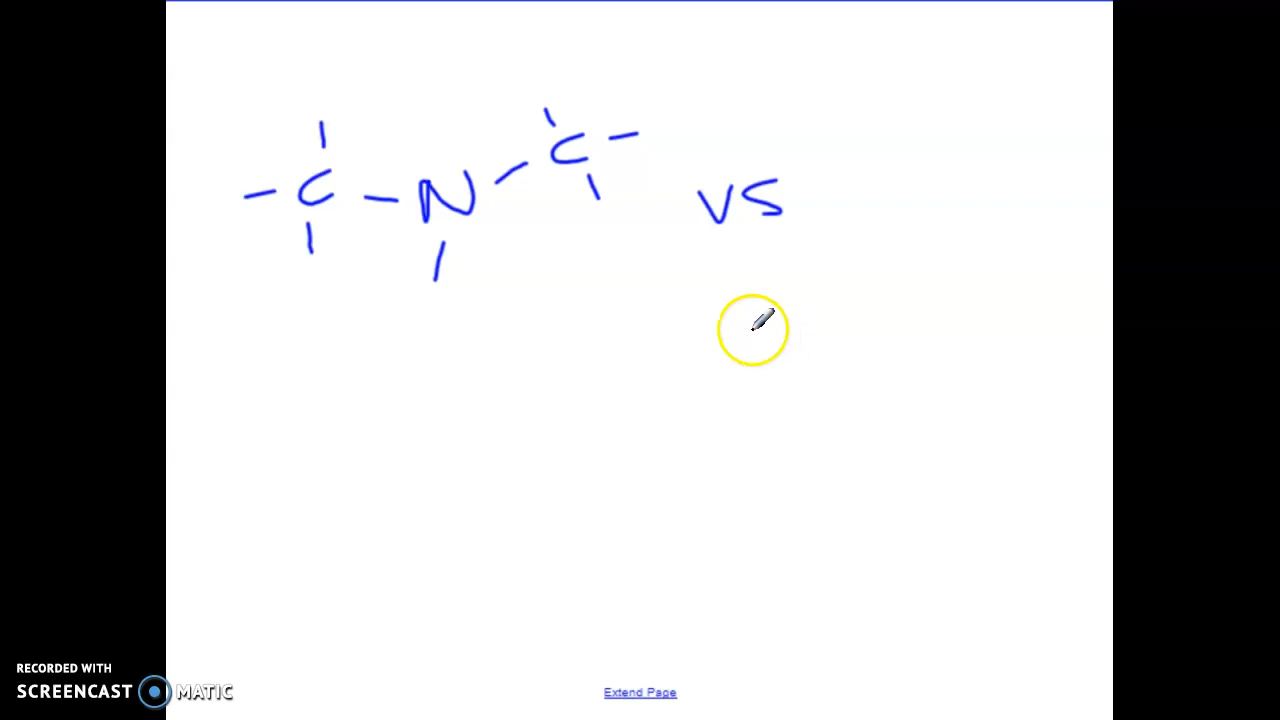 C - N - C vs
RECORDED WITH
SCREENCAST MATIC
Extend Page